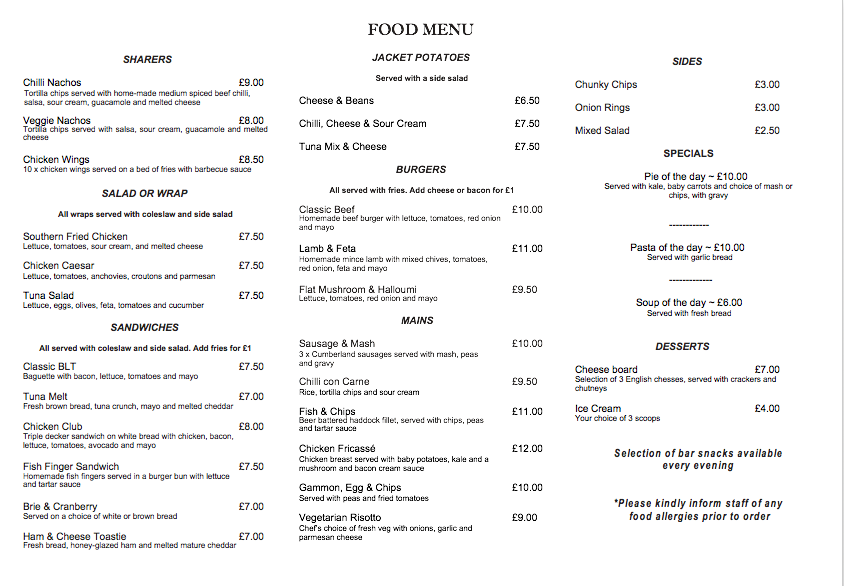 FOOD MENU
SHARERS
Chilli Nachos £9.00
Tortilla chips served with home-made medium spiced beef chilli,
salsa, sour cream, guacamole and melted cheese
Veggie Nachos £8.00
Tortilla chips served with salsa, sour cream, guacamole and melted
cheese
Chicken Wings £8.50
10 x chicken wings served on a bed of fries with barbecue sauce
SALAD OR WRAP
All wraps served with coleslaw and side salad
Southern Fried Chicken £7.50
Lettuce, tomatoes, sour cream, and melted cheese
Chicken Caesar £7.50
Lettuce, tomatoes, anchovies, croutons and parmesan
Tuna Salad £7.50
Lettuce, eggs, olives, feta, tomatoes and cucumber
SANDWICHES
All served with coleslaw and side salad. Add fries for £1
Classic BLT £7.50
Baguette with bacon, lettuce, tomatoes and mayo
Tuna Melt £7.00
Fresh brown bread, tuna crunch, mayo and melted cheddar
Chicken Club £8.00
Triple decker sandwich on white bread with chicken, bacon,
lettuce, tomatoes, avocado and mayo
Fish Finger Sandwich £7.50
Homemade fish fingers served in a burger bun with lettuce
and tartar sauce
Brie & Cranberry £7.00
Served on a choice of white or brown bread
Ham & Cheese Toastie £7.00
Fresh bread, honey-glazed ham and melted mature cheddar
JACKET POTATOES
Served with a side salad
Cheese & Beans £6.50
Chilli, Cheese & Sour Cream £7.50
Tuna Mix & Cheese £7.50
BURGERS
All served with fries. Add cheese or bacon for £1
Classic Beef £10.00
Homemade beef burger with lettuce, tomatoes, red onion
and mayo
Lamb & Feta £11.00
Homemade mince lamb with mixed chives, tomatoes,
red onion, feta and mayo
Flat Mushroom & Halloumi £9.50
Lettuce, tomatoes, red onion and mayo
MAINS
Sausage & Mash £10.00
3 x Cumberland sausages served with mash, peas
and gravy
Chilli con Carne £9.50
Rice, tortilla chips and sour cream
Fish & Chips £11.00
Beer battered haddock fillet, served with chips, peas
and tartar sauce
Chicken Fricassé £12.00
Chicken breast served with baby potatoes, kale and a
mushroom and bacon cream sauce
Gammon, Egg & Chips £10.00
Served with peas and fried tomatoes
Vegetarian Risotto £9.00
Chef's choice of fresh veg with onions, garlic and
parmesan cheese
SIDES
Chunky Chips £3.00
Onion Rings £3.00
Mixed Salad £2.50
SPECIALS
Pie of the day ~ £10.00
Served with kale, baby carrots and choice of mash or
chips, with gravy
------------
Pasta of the day ~ £10.00
Served with garlic bread
-------------
Soup of the day ~ £6.00
Served with fresh bread
DESSERTS
Cheese board £7.00
Selection of 3 English chesses, served with crackers and
chutneys
Ice Cream £4.00
Your choice of 3 scoops
Selection of bar snacks available
every evening
*Please kindly inform staff of any
food allergies prior to order